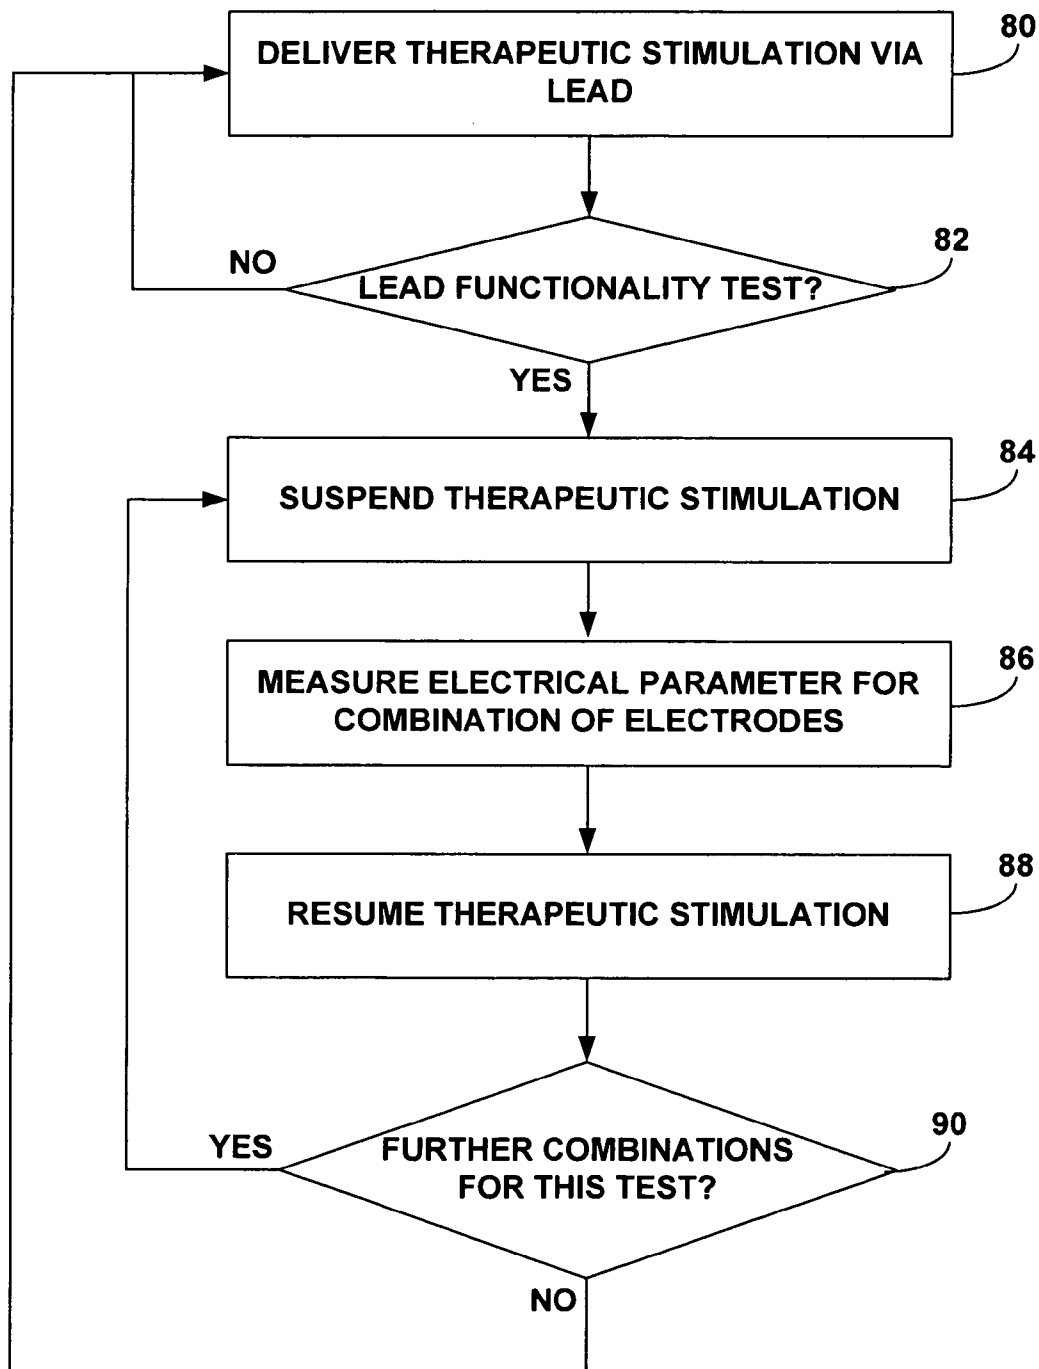 80
DELIVER THERAPEUTIC STIMULATION VIA
LEAD
82
NO
LEAD FUNCTIONALITY TEST?
YES
84
SUSPEND THERAPEUTIC STIMULATION
86
MEASURE ELECTRICAL PARAMETER FOR
COMBINATION OF ELECTRODES
88
RESUME THERAPEUTIC STIMULATION
90
YES
FURTHER COMBINATIONS
FOR THIS TEST?
NO